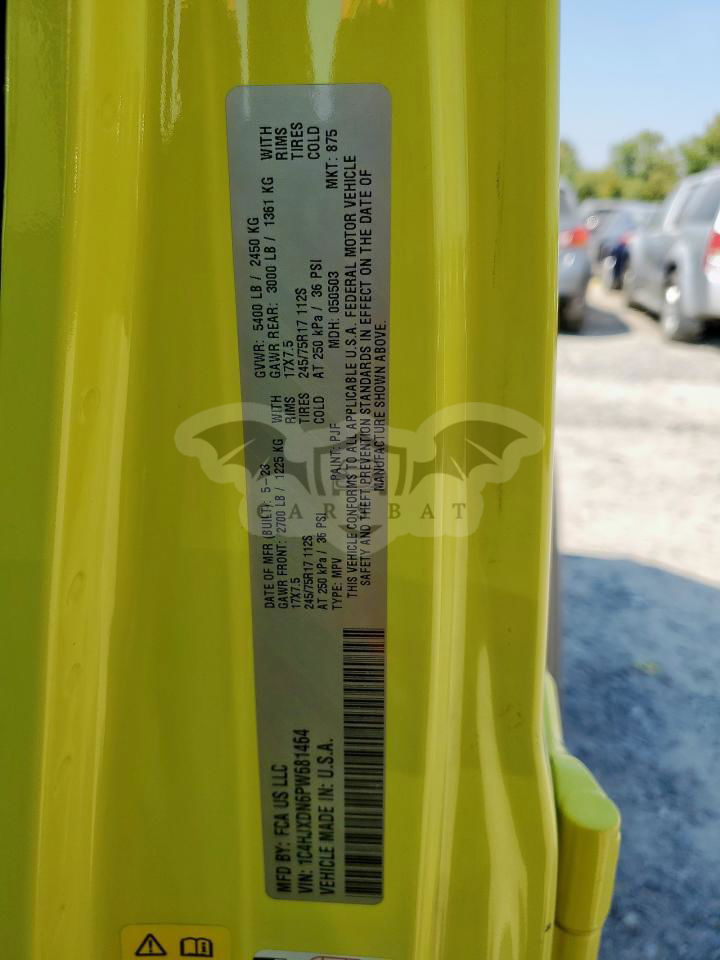 MFD BY: FCA US LLC
VIN: 1C4HJXDN6PW681464
VEHICLE MADE IN: U.S.A.
DATE OF MFR (BUILT): 5-23
GVWR: 5400 LB / 2450 KG
GAWR FRONT: 2700 LB / 1225 KG WITH
GAWR REAR: 3000 LB / 1361 KG WITH
17X7.5 RIMS
17X7.5 RIMS
245/75R17 112S TIRES
245/75R17 112S TIRES
AT 250 kPa / 36 PSI COLD
AT 250 kPa / 36 PSI COLD
TYPE: MPV PAINT: PJF MDH: 050503 MKT: 875
THIS VEHICLE CONFORMS TO ALL APPLICABLE U.S.A. FEDERAL MOTOR VEHICLE
SAFETY AND THEFT PREVENTION STANDARDS IN EFFECT ON THE DATE OF
MANUFACTURE SHOWN ABOVE.
CAR BAT